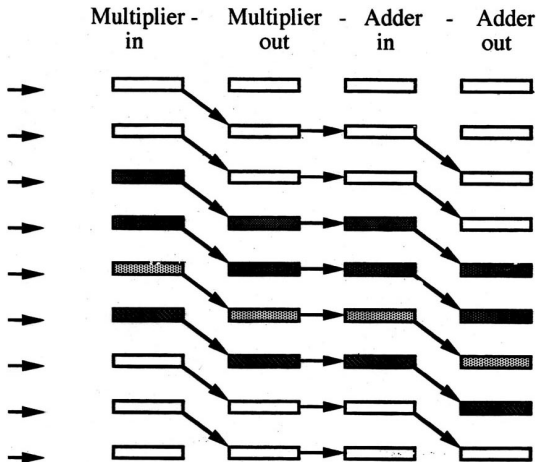 Multiplier - Multiplier - Adder - Adder
in out in out